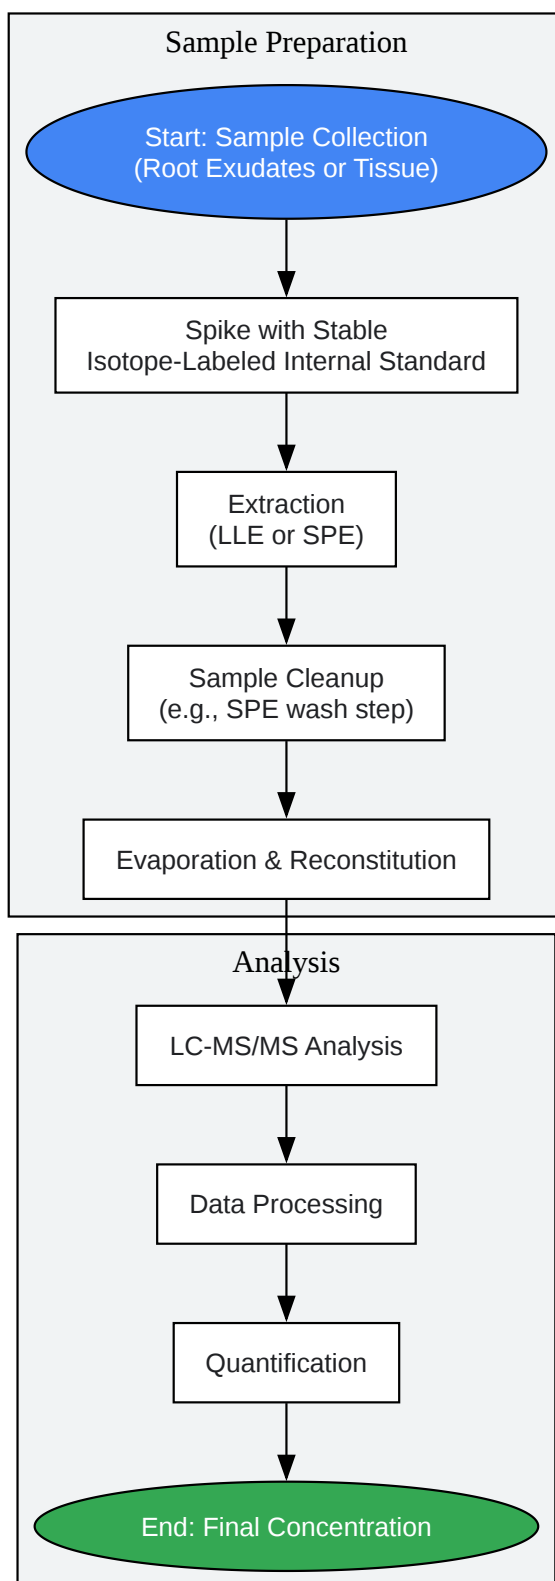 Sample Preparation
Start: Sample Collection
(Root Exudates or Tissue)
Spike with Stable
Isotope-Labeled Internal Standard
Extraction
(LLE or SPE)
Sample Cleanup
(e.g., SPE wash step)
Evaporation & Reconstitution
Analysis
LC-MS/MS Analysis
Data Processing
Quantification
End: Final Concentration